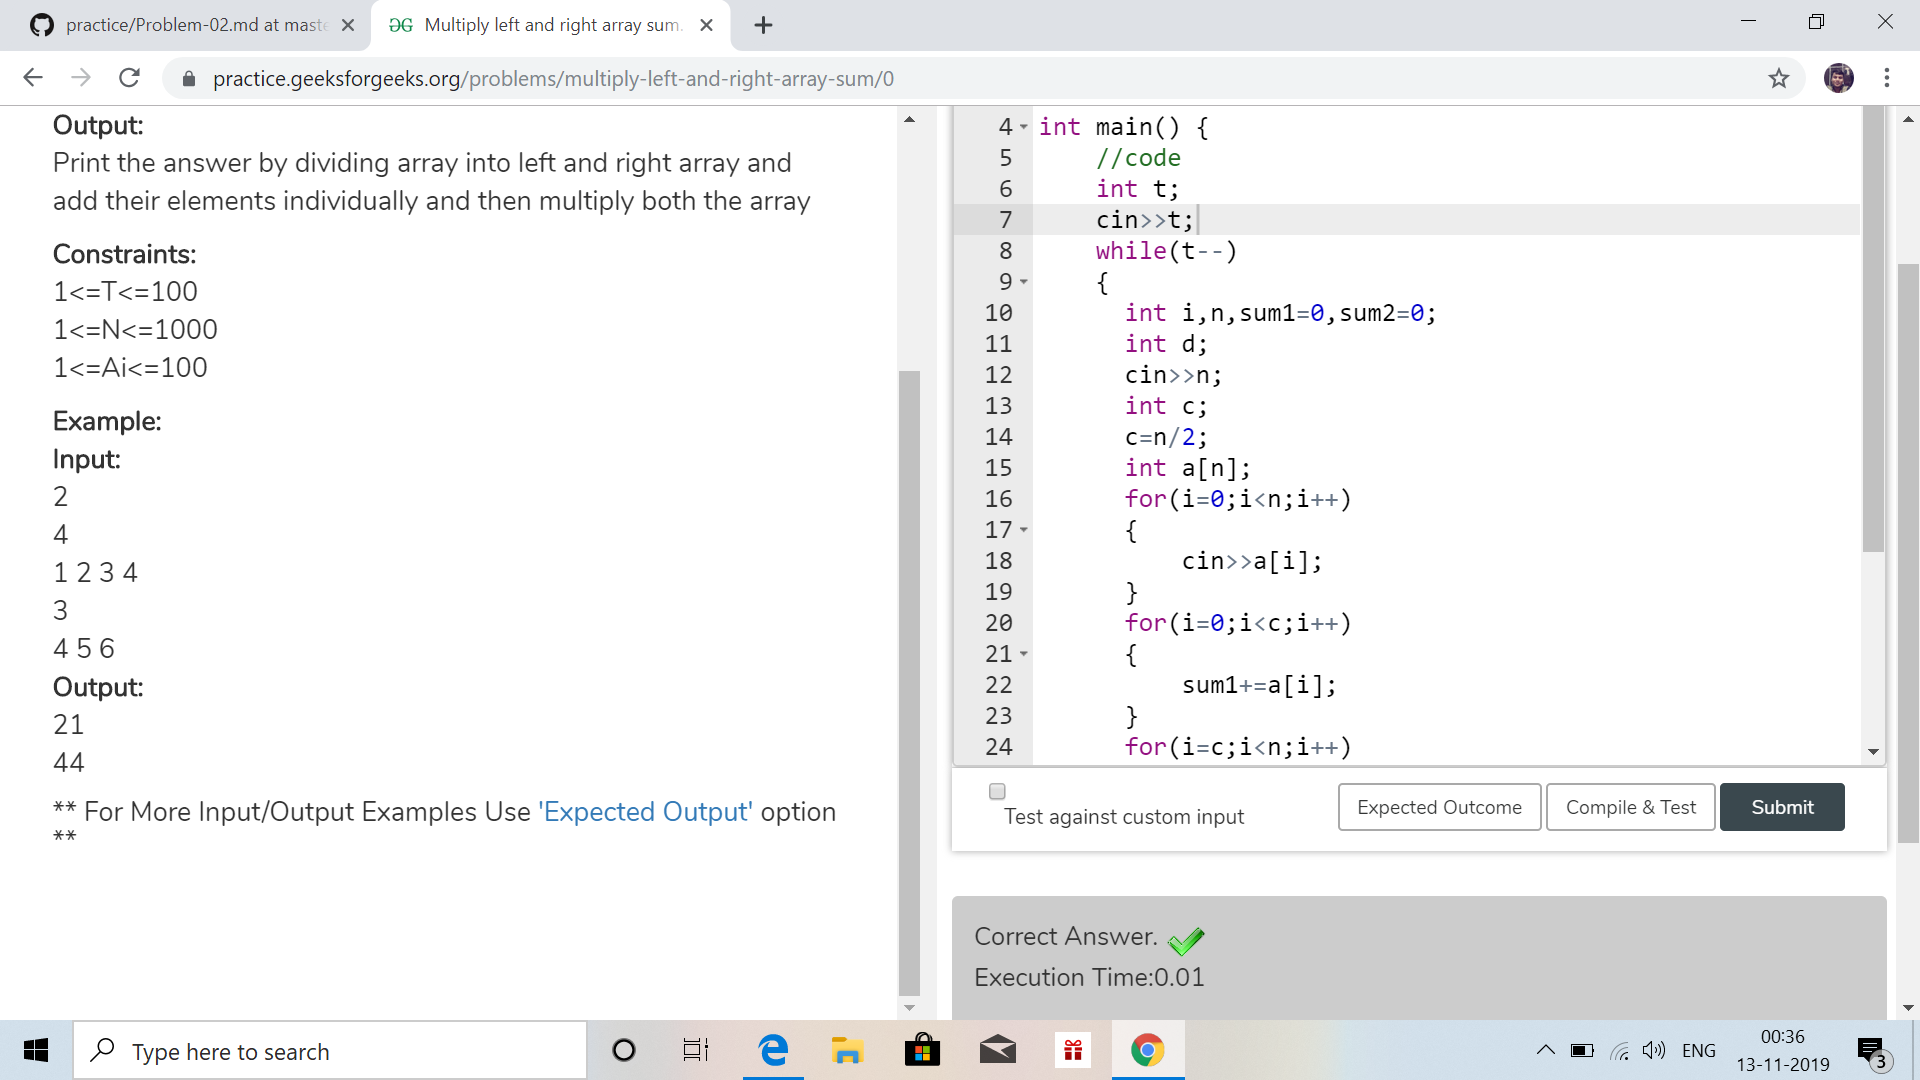 practice/Problem-02.md at maste
Multiply left and right array sum.
practice.geeksforgeeks.org/problems/multiply-left-and-right-array-sum/0
Output:
Print the answer by dividing array into left and right array and
add their elements individually and then multiply both the array
Constraints:
1<=T<=100
1<=N<=1000
1<=Ai<=100
Example:
Input:
2
4
1 2 3 4
3
4 5 6
Output:
21
44
** For More Input/Output Examples Use 'Expected Output' option
**
4 int main() {
5 //code
6 int t;
7 cin>>t;
8 while(t--)
9 {
10 int i,n,sum1=0,sum2=0;
11 int d;
12 cin>>n;
13 int c;
14 c=n/2;
15 int a[n];
16 for(i=0;i<n;i++)
17 {
18 cin>>a[i];
19 }
20 for(i=0;i<c;i++)
21 {
22 sum1+=a[i];
23 }
24 for(i=c;i<n;i++)
Test against custom input
Expected Outcome
Compile & Test
Submit
Correct Answer.
Execution Time:0.01
Type here to search
ENG
00:36
13-11-2019
3